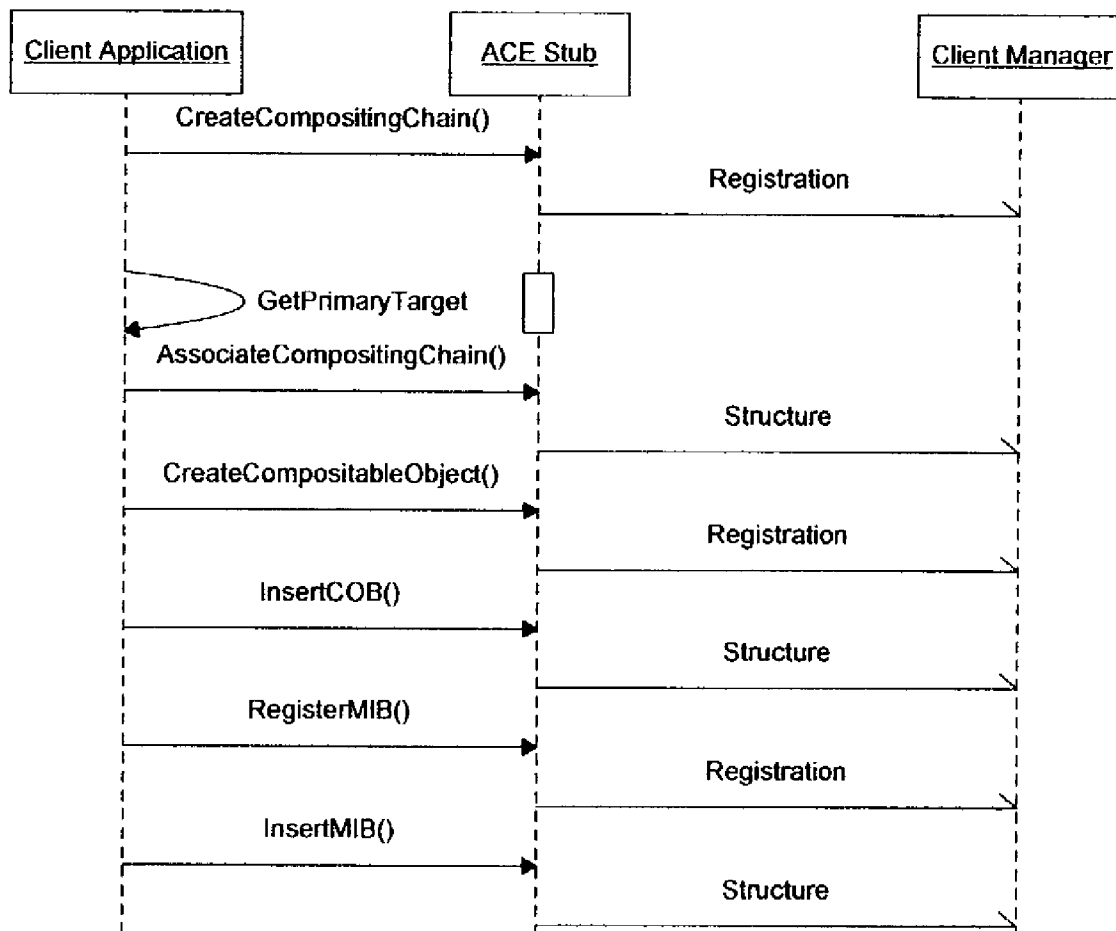 Client Application
ACE Stub
Client Manager
CreateCompositingChain()
Registration
GetPrimaryTarget
AssociateCompositingChain()
Structure
CreateCompositableObject()
Registration
InsertCOB()
Structure
RegisterMIB()
Registration
InsertMIB()
Structure